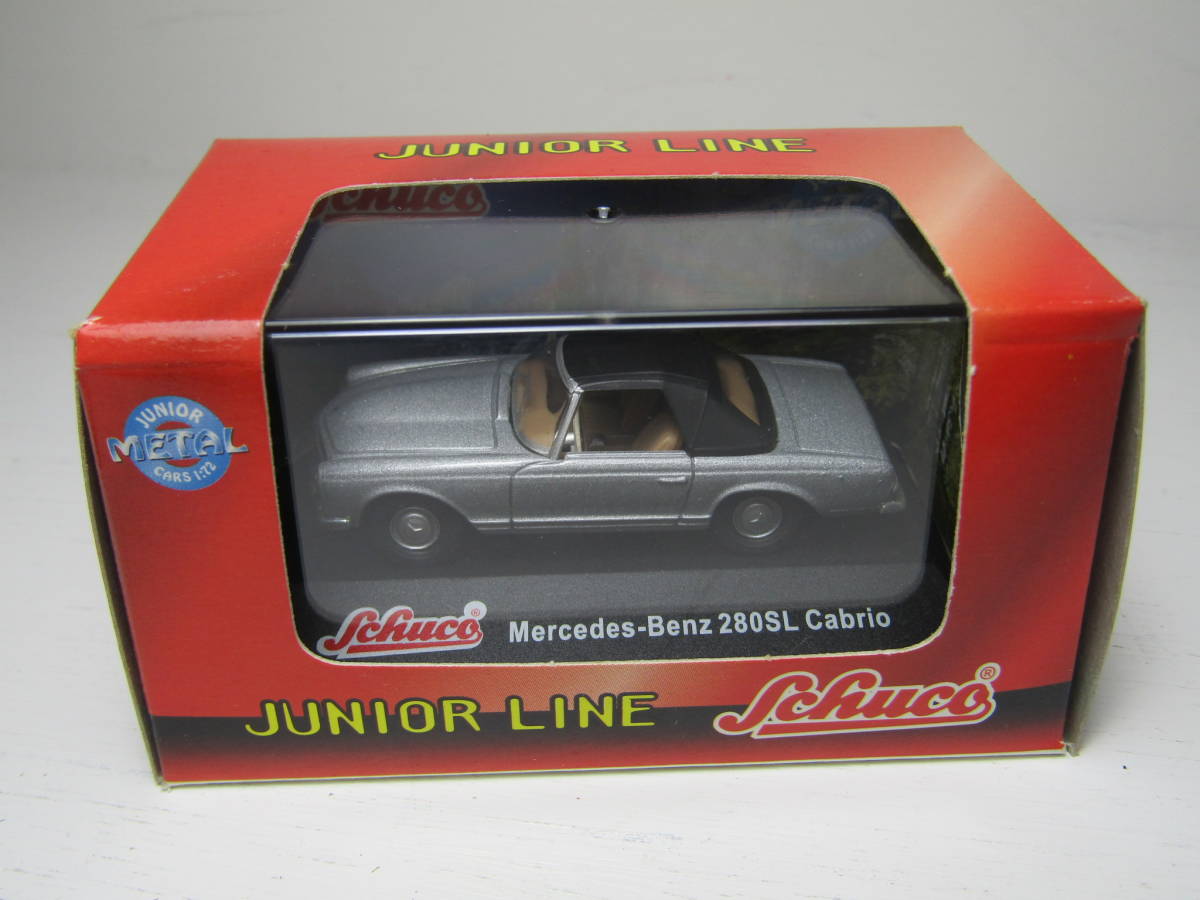 JUNIOR LINE
Schuco
JUNIOR
METAL
CARS 1:72
Schuco® Mercedes-Benz 280SL Cabrio
JUNIOR LINE Schuco®